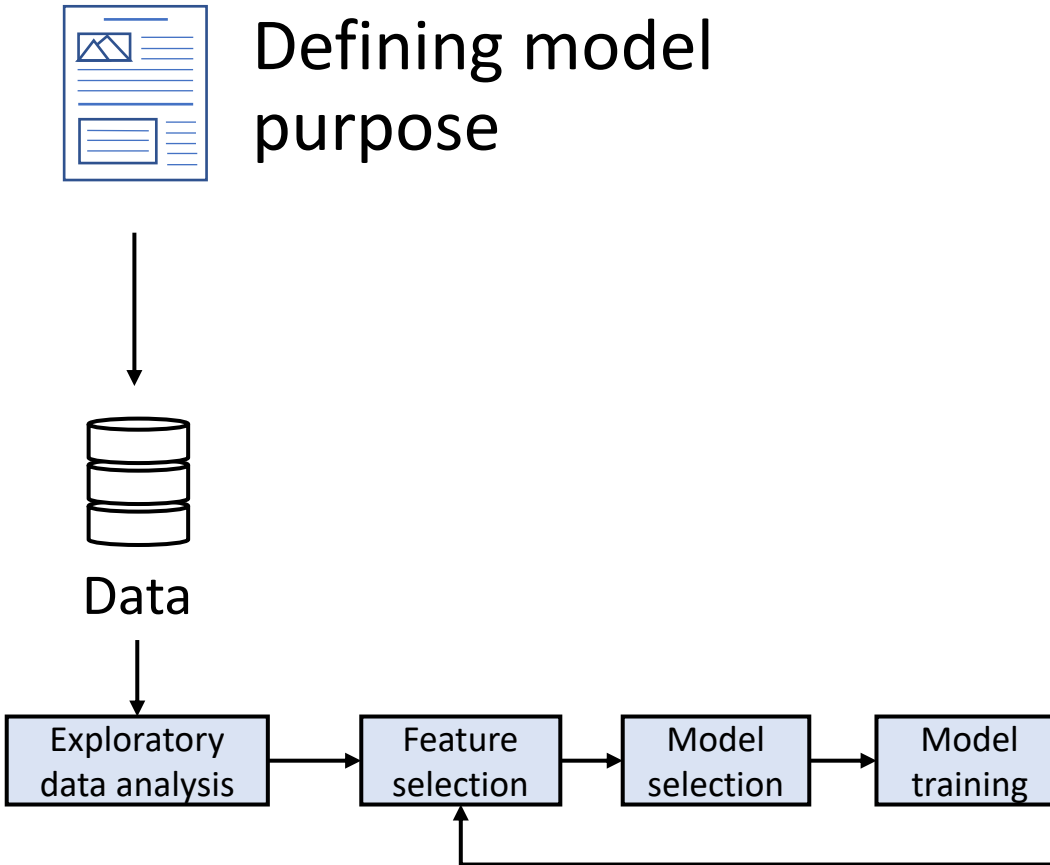 Defining model
purpose
Data
Exploratory
data analysis
Feature
selection
Model
selection
Model
training